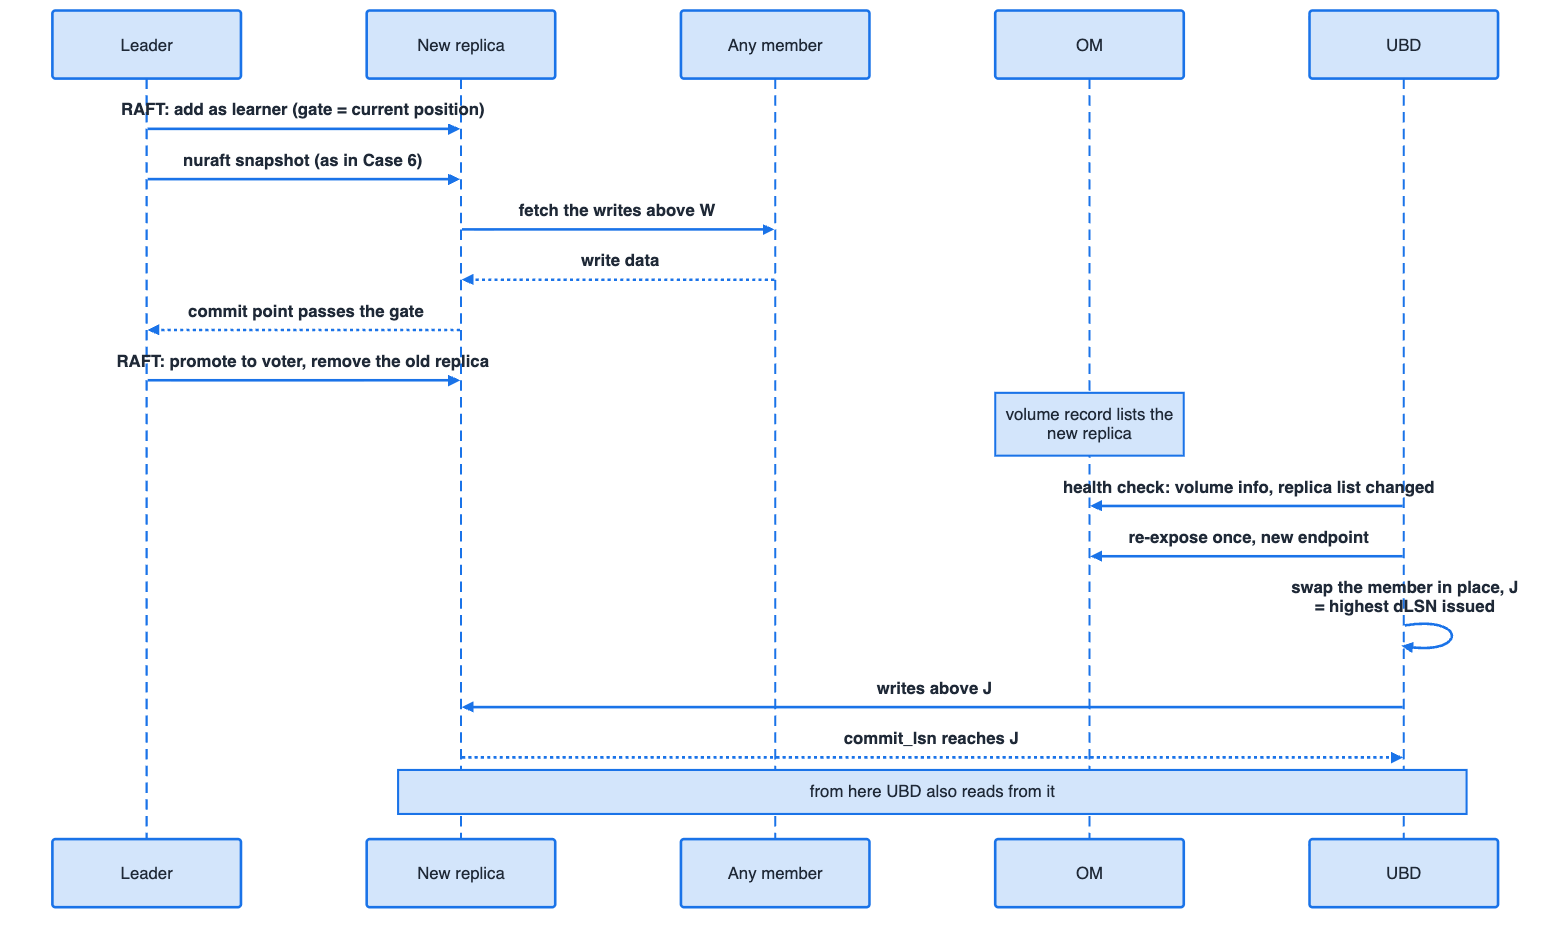 Leader
New replica
Any member
OM
UBD
RAFT: add as learner (gate = current position)
nuraft snapshot (as in Case 6)
fetch the writes above W
write data
commit point passes the gate
RAFT: promote to voter, remove the old replica
volume record lists the
new replica
health check: volume info, replica list changed
re-expose once, new endpoint
swap the member in place, J
= highest dLSN issued
writes above J
commit_lsn reaches J
from here UBD also reads from it
Leader
New replica
Any member
OM
UBD